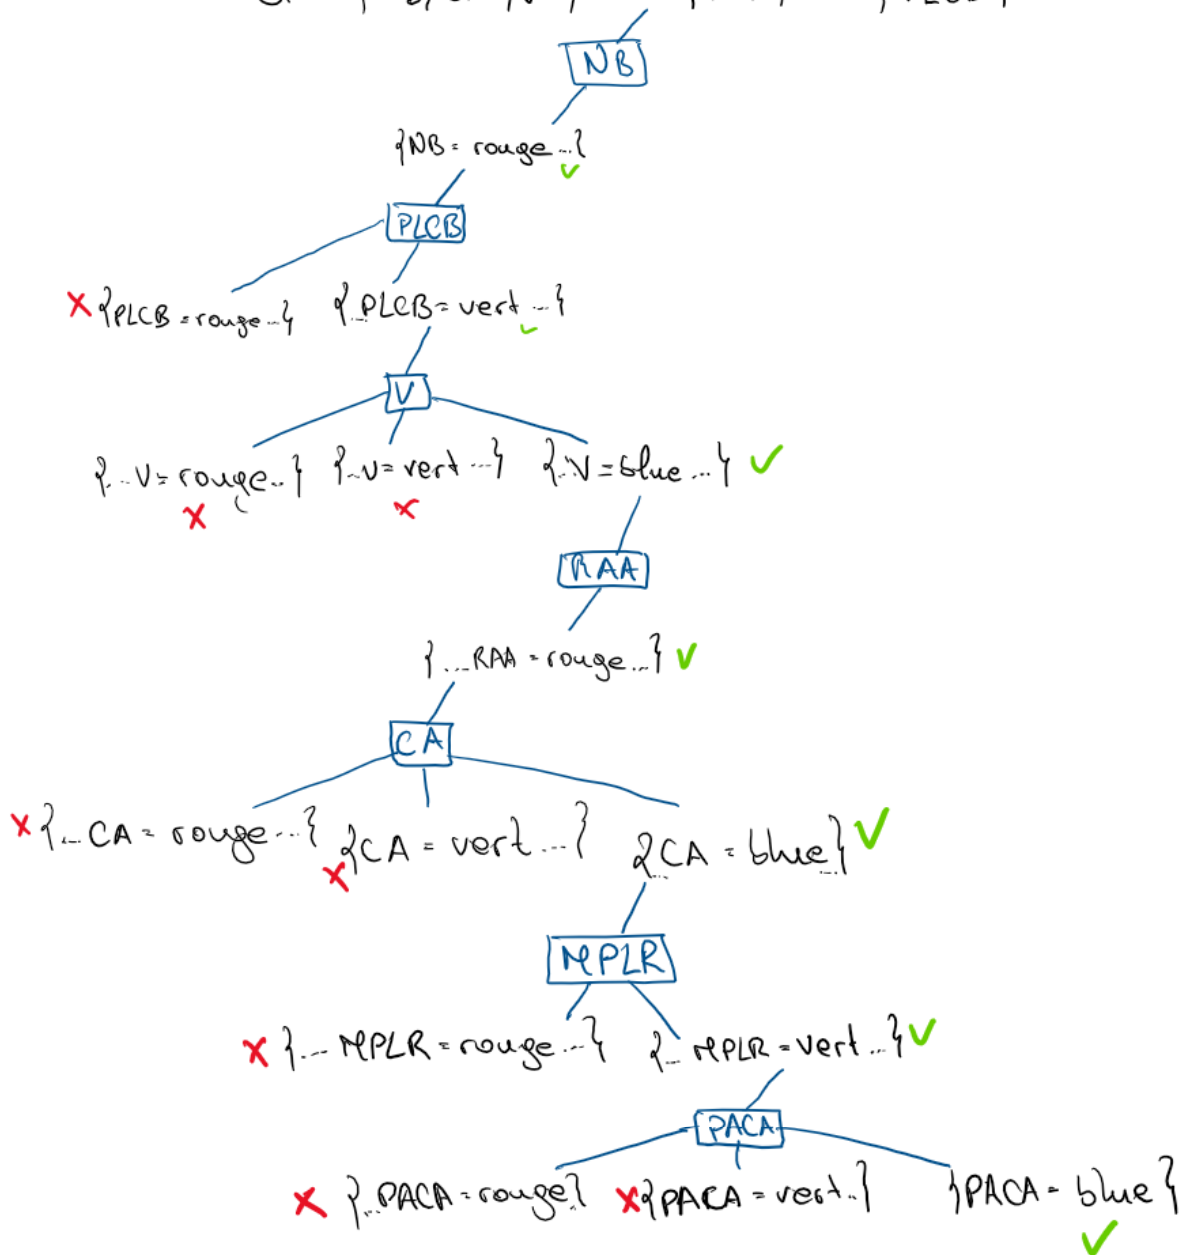 NB
{NB = rouge...}
PLCB
{PLCB = rouge...} {..PLCB = vert...}
V
{...V = rouge..} {..V = vert...} {..V = blue...}
RAA
{...RAA = rouge...}
CA
{...CA = rouge...} {CA = vert...} {CA = blue}
MPLR
{... MPLR = rouge...} {.. MPLR = vert...}
PACA
{..PACA = rouge} {PACA = vert..} {PACA = blue}